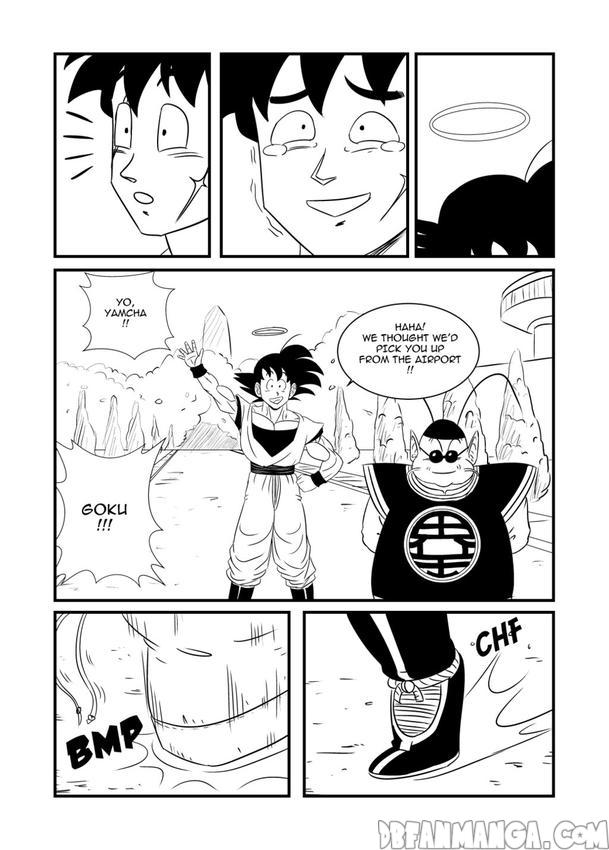 YO,
YAMCHA
!!
HAHA!
WE THOUGHT WE'D
PICK YOU UP
FROM THE AIRPORT
!!
GOKU
!!!
BMP
CHF
DBFANMANGA.COM